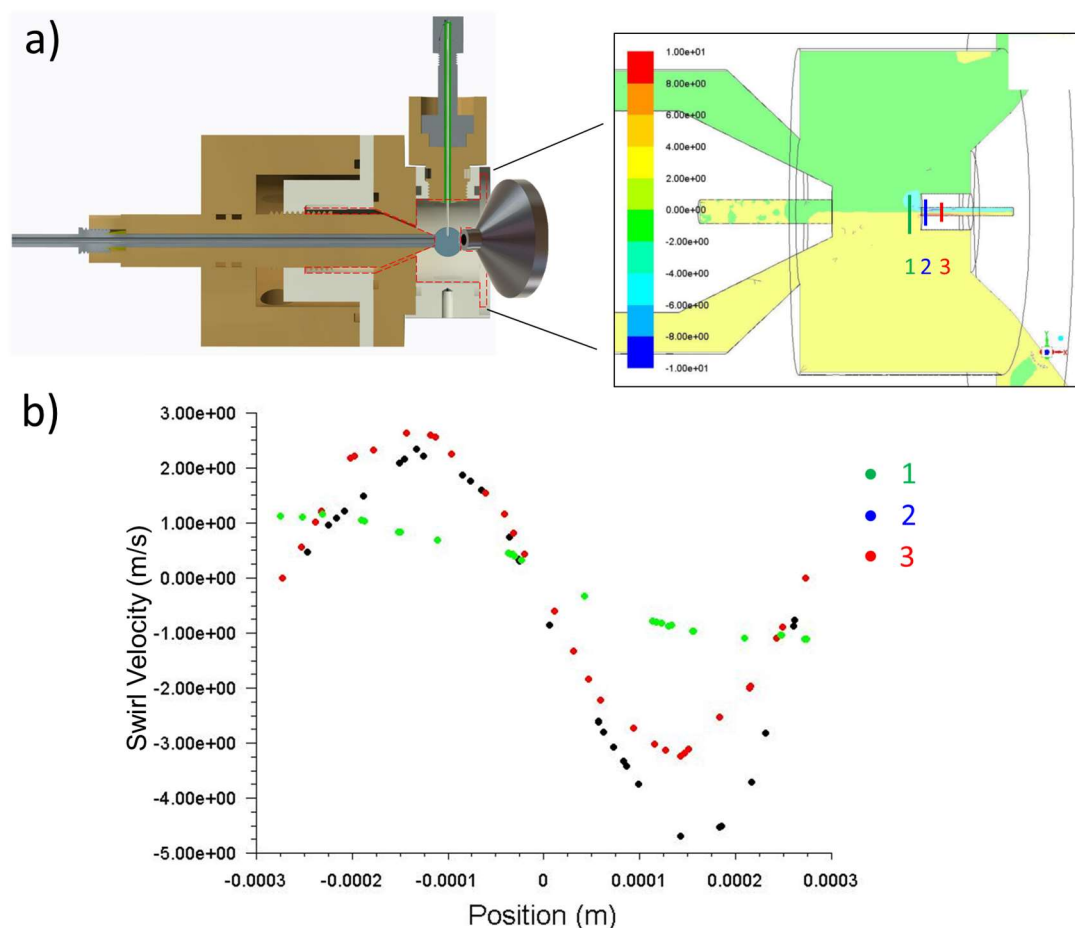 a)
1.00e+01
8.00e+00
6.00e+00
4.00e+00
2.00e+00
0.00e+00
-2.00e+00
-4.00e+00
-6.00e+00
-8.00e+00
-1.00e+01
1 2 3
b)
3.00e+00
2.00e+00
1.00e+00
0.00e+00
-1.00e+00
-2.00e+00
-3.00e+00
-4.00e+00
-5.00e+00
Swirl Velocity (m/s)
-0.0003 -0.0002 -0.0001 0 0.0001 0.0002 0.0003
Position (m)
1
2
3